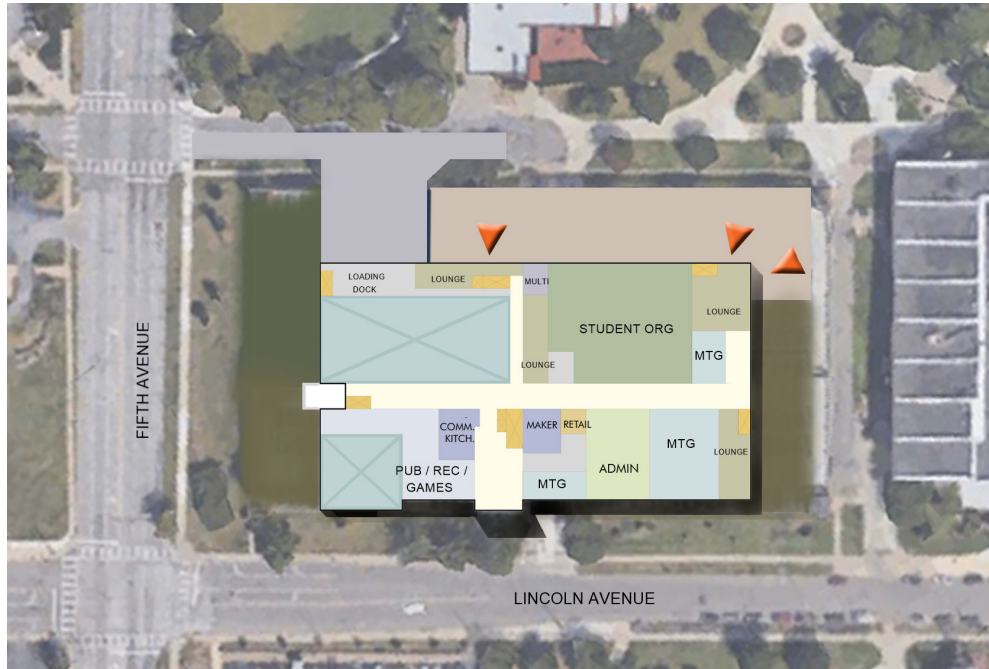 LOADING
DOCK
LOUNGE
MULTI
STUDENT ORG
LOUNGE
MTG
LOUNGE
FIFTH AVENUE
COMM.
KITCH.
MAKER
RETAIL
MTG
LOUNGE
ADMIN
PUB / REC /
GAMES
MTG
LINCOLN AVENUE